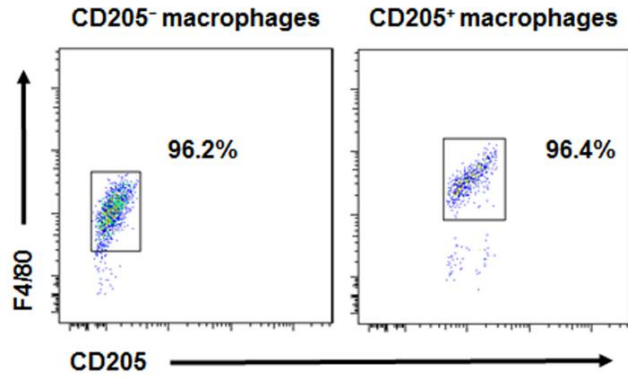 CD205⁻ macrophages
CD205⁺ macrophages
96.2%
96.4%
F4/80
CD205